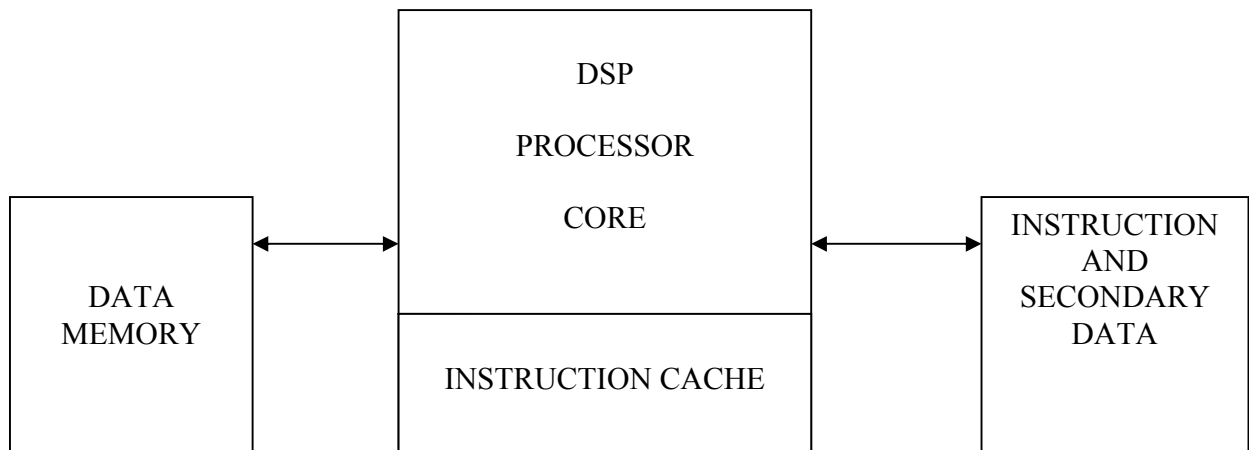 DSP
PROCESSOR
CORE
DATA
MEMORY
INSTRUCTION CACHE
INSTRUCTION
AND
SECONDARY
DATA